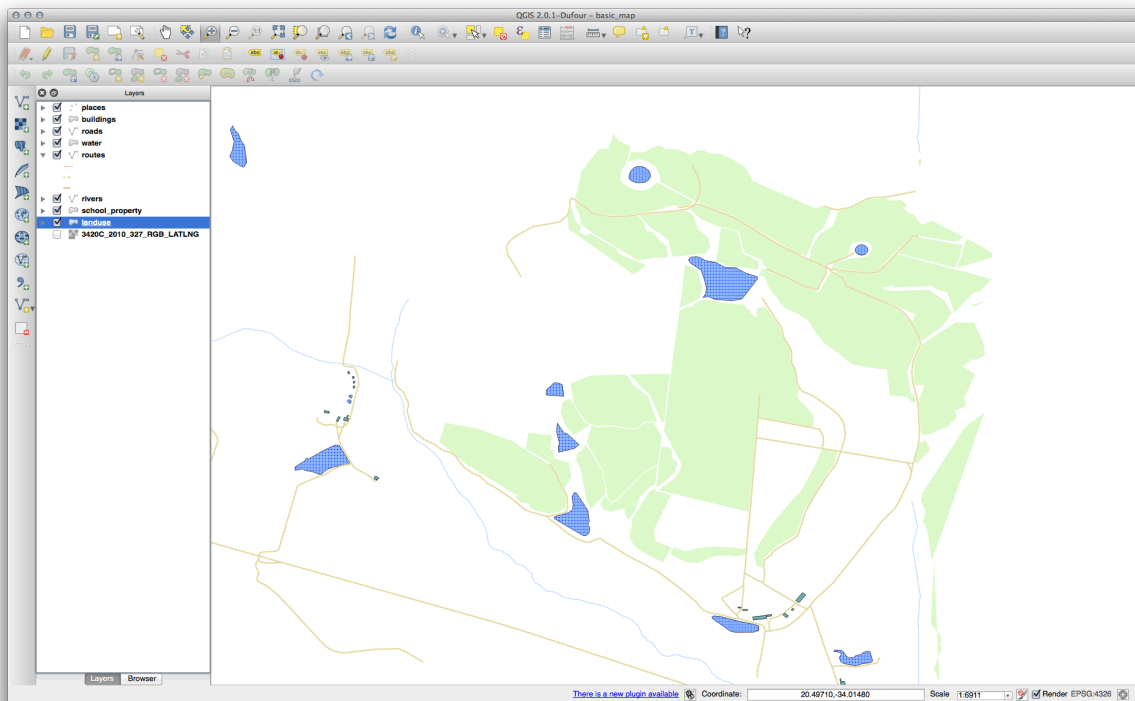 QGIS 2.0.1-Dufour - basic_map
Layers
places
buildings
roads
water
routes
rivers
school_property
landuse
3420C_2010_327_RGB_LATLNG
Layers Browser
There is a new plugin available Coordinate: 20.49710,-34.01480 Scale 1:6911 Render EPSG:4326